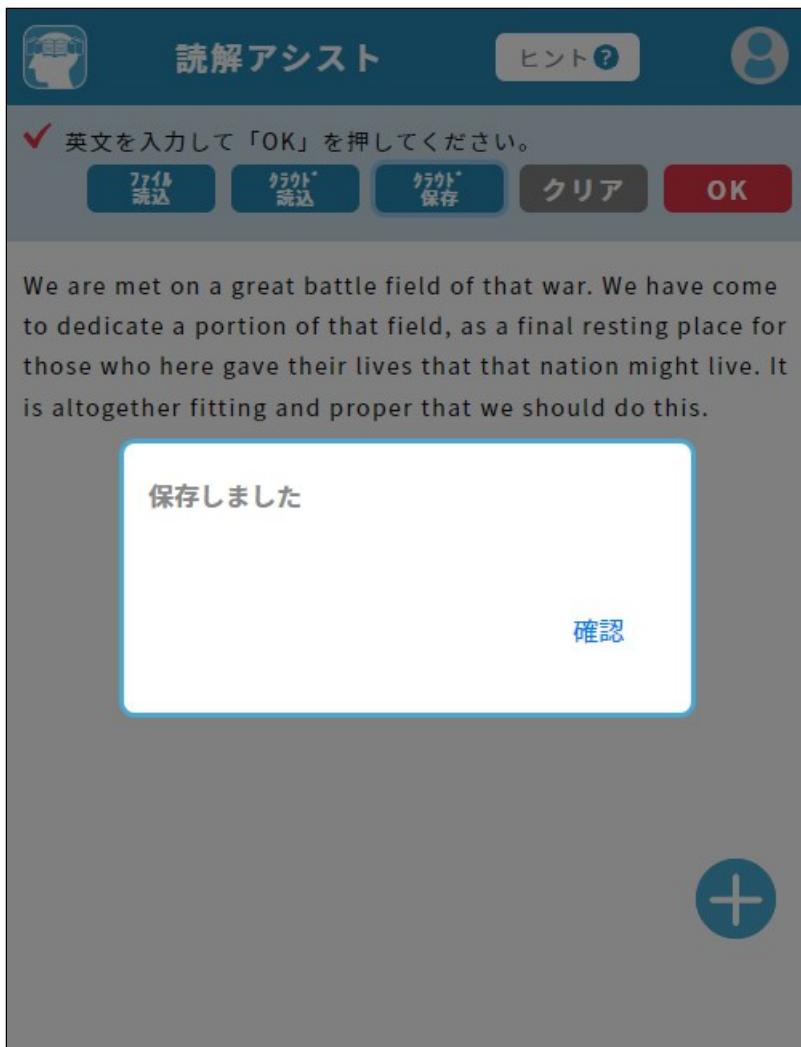 読解アシスト
ヒント?
英文を入力して「OK」を押してください。
ﾌｧｲﾙ
読込
ｸﾗｳﾄﾞ
読込
ｸﾗｳﾄﾞ
保存
クリア
OK
We are met on a great battle field of that war. We have come
to dedicate a portion of that field, as a final resting place for
those who here gave their lives that that nation might live. It
is altogether fitting and proper that we should do this.
保存しました
確認